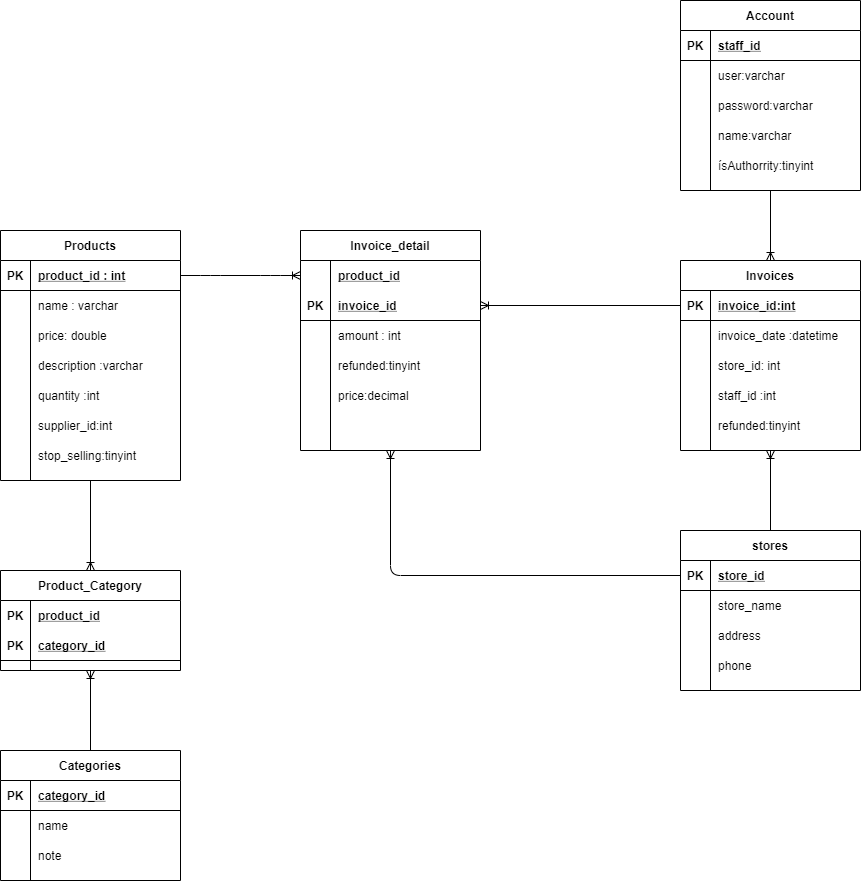 Account
PK staff_id
user:varchar
password:varchar
name:varchar
ísAuthorrity:tinyint
Products
PK product_id : int
name : varchar
price: double
description :varchar
quantity :int
supplier_id:int
stop_selling:tinyint
Invoice_detail
product_id
PK invoice_id
amount : int
refunded:tinyint
price:decimal
Invoices
PK invoice_id:int
invoice_date :datetime
store_id: int
staff_id :int
refunded:tinyint
stores
PK store_id
store_name
address
phone
Product_Category
PK product_id
PK category_id
Categories
PK category_id
name
note